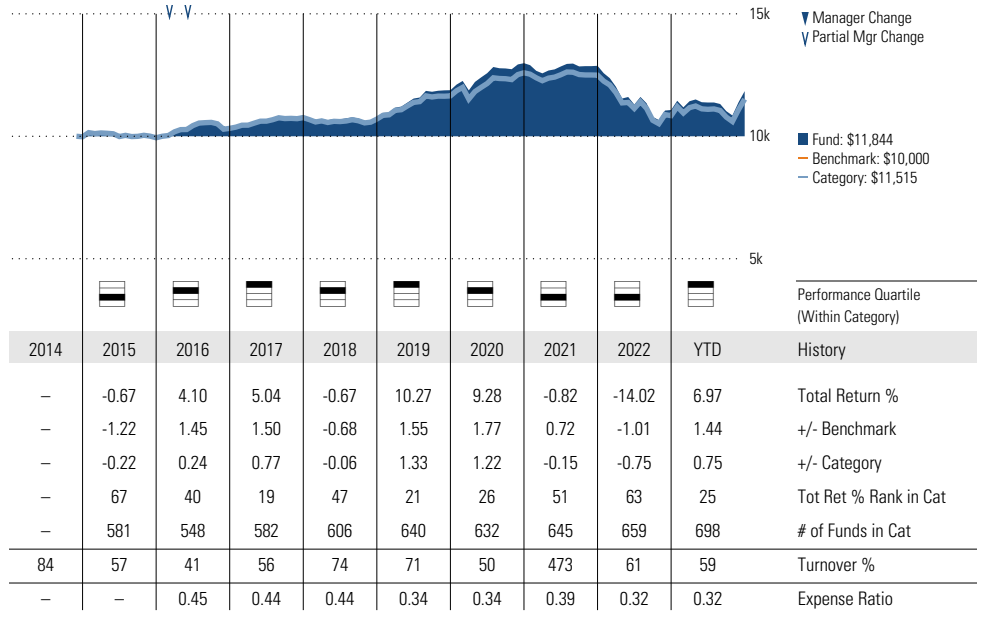 15k
Manager Change
Partial Mgr Change
10k
Fund: $11,844
Benchmark: $10,000
Category: $11,515
5k
Performance Quartile
(Within Category)
2014 2015 2016 2017 2018 2019 2020 2021 2022 YTD History
– -0.67 4.10 5.04 -0.67 10.27 9.28 -0.82 -14.02 6.97 Total Return %
– -1.22 1.45 1.50 -0.68 1.55 1.77 0.72 -1.01 1.44 +/- Benchmark
– -0.22 0.24 0.77 -0.06 1.33 1.22 -0.15 -0.75 0.75 +/- Category
– 67 40 19 47 21 26 51 63 25 Tot Ret % Rank in Cat
– 581 548 582 606 640 632 645 659 698 # of Funds in Cat
84 57 41 56 74 71 50 473 61 59 Turnover %
– – 0.45 0.44 0.44 0.34 0.34 0.39 0.32 0.32 Expense Ratio